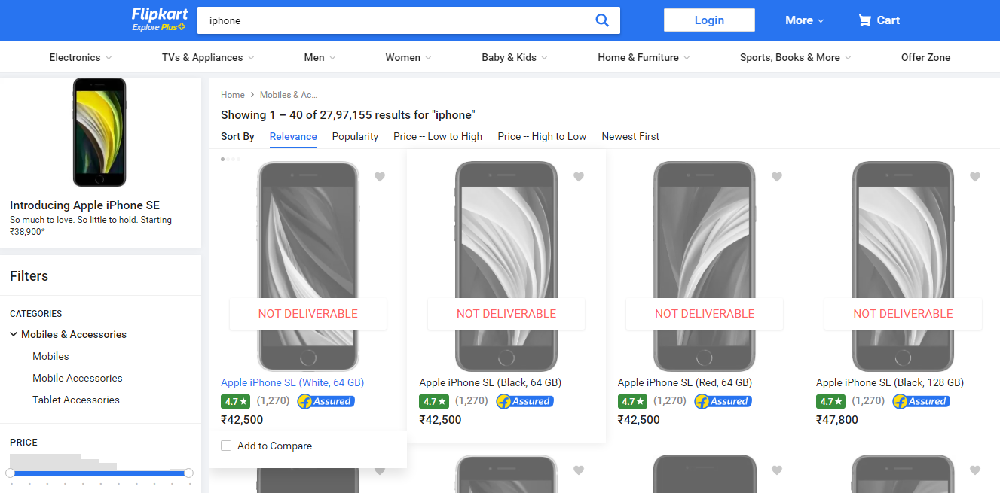 Flipkart
Explore Plus
iphone
Login
More
Cart
Electronics
TVs & Appliances
Men
Women
Baby & Kids
Home & Furniture
Sports, Books & More
Offer Zone
Introducing Apple iPhone SE
So much to love. So little to hold. Starting
₹38,900*
Filters
CATEGORIES
Mobiles & Accessories
Mobiles
Mobile Accessories
Tablet Accessories
PRICE
Home
Mobiles & Ac...
Showing 1 – 40 of 27,97,155 results for "iphone"
Sort By
Relevance
Popularity
Price -- Low to High
Price -- High to Low
Newest First
NOT DELIVERABLE
Apple iPhone SE (White, 64 GB)
4.7★ (1,270) Assured
₹42,500
Add to Compare
NOT DELIVERABLE
Apple iPhone SE (Black, 64 GB)
4.7★ (1,270) Assured
₹42,500
NOT DELIVERABLE
Apple iPhone SE (Red, 64 GB)
4.7★ (1,270) Assured
₹42,500
NOT DELIVERABLE
Apple iPhone SE (Black, 128 GB)
4.7★ (1,270) Assured
₹47,800